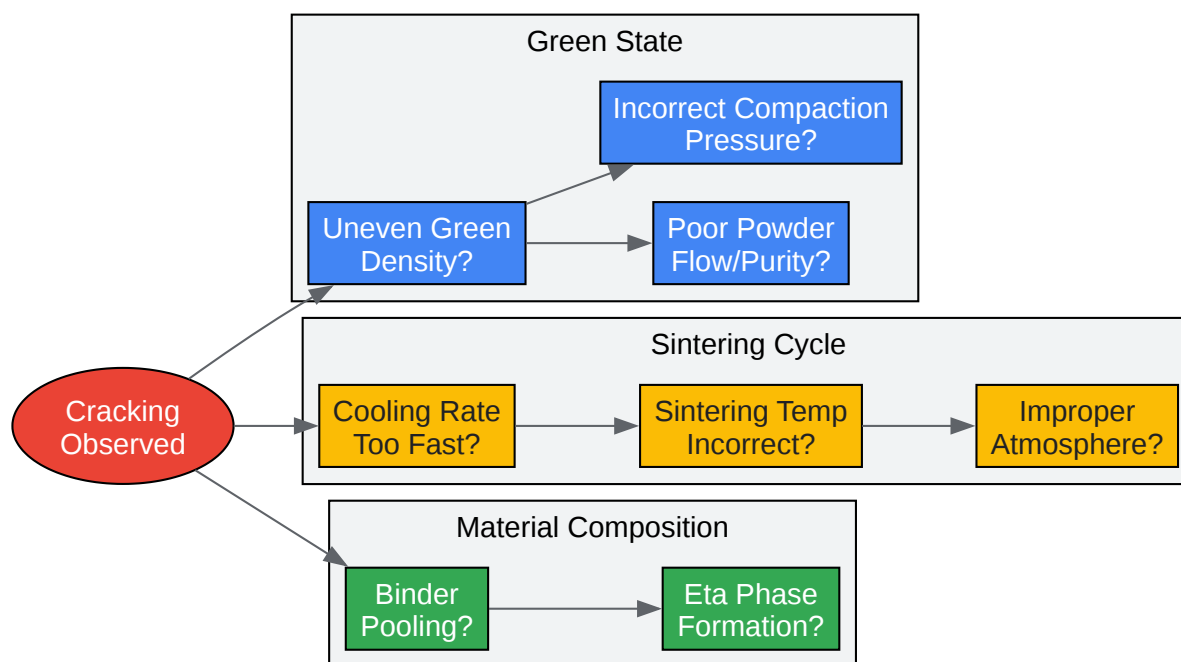 Green State
Incorrect Compaction
Pressure?
Uneven Green
Density?
Poor Powder
Flow/Purity?
Sintering Cycle
Cracking
Observed
Cooling Rate
Too Fast?
Sintering Temp
Incorrect?
Improper
Atmosphere?
Material Composition
Binder
Pooling?
Eta Phase
Formation?